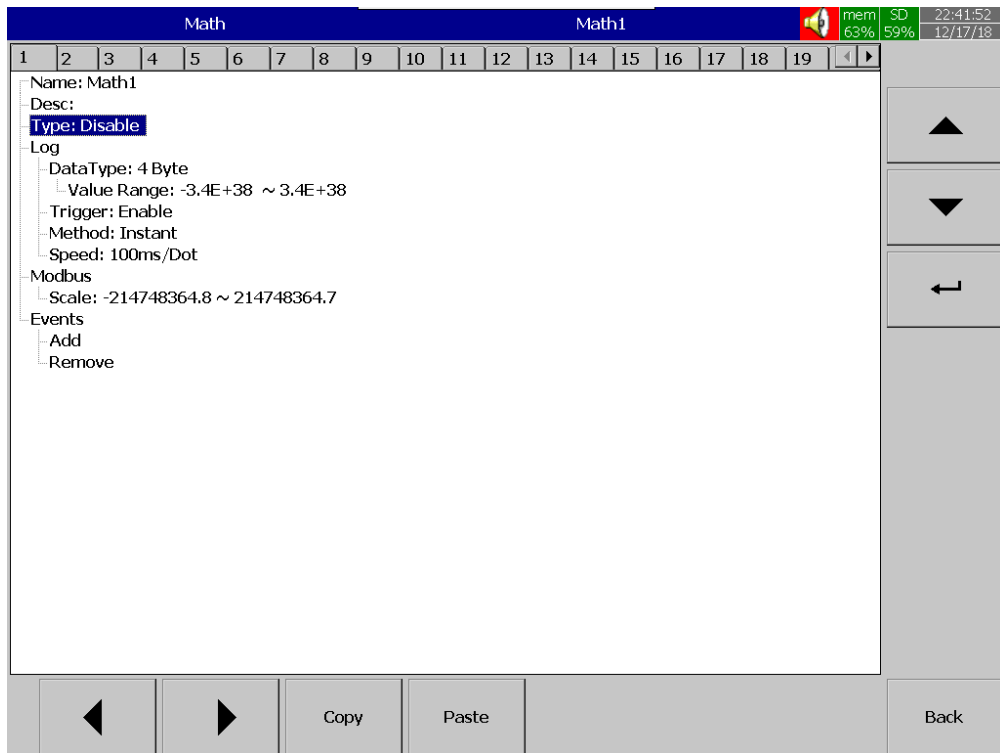 Math Math1 mem 63% SD 59% 22:41:52 12/17/18
1 2 3 4 5 6 7 8 9 10 11 12 13 14 15 16 17 18 19
Name: Math1
Desc:
Type: Disable
Log
DataType: 4 Byte
Value Range: -3.4E+38 ~ 3.4E+38
Trigger: Enable
Method: Instant
Speed: 100ms/Dot
Modbus
Scale: -214748364.8 ~ 214748364.7
Events
Add
Remove
Copy Paste Back